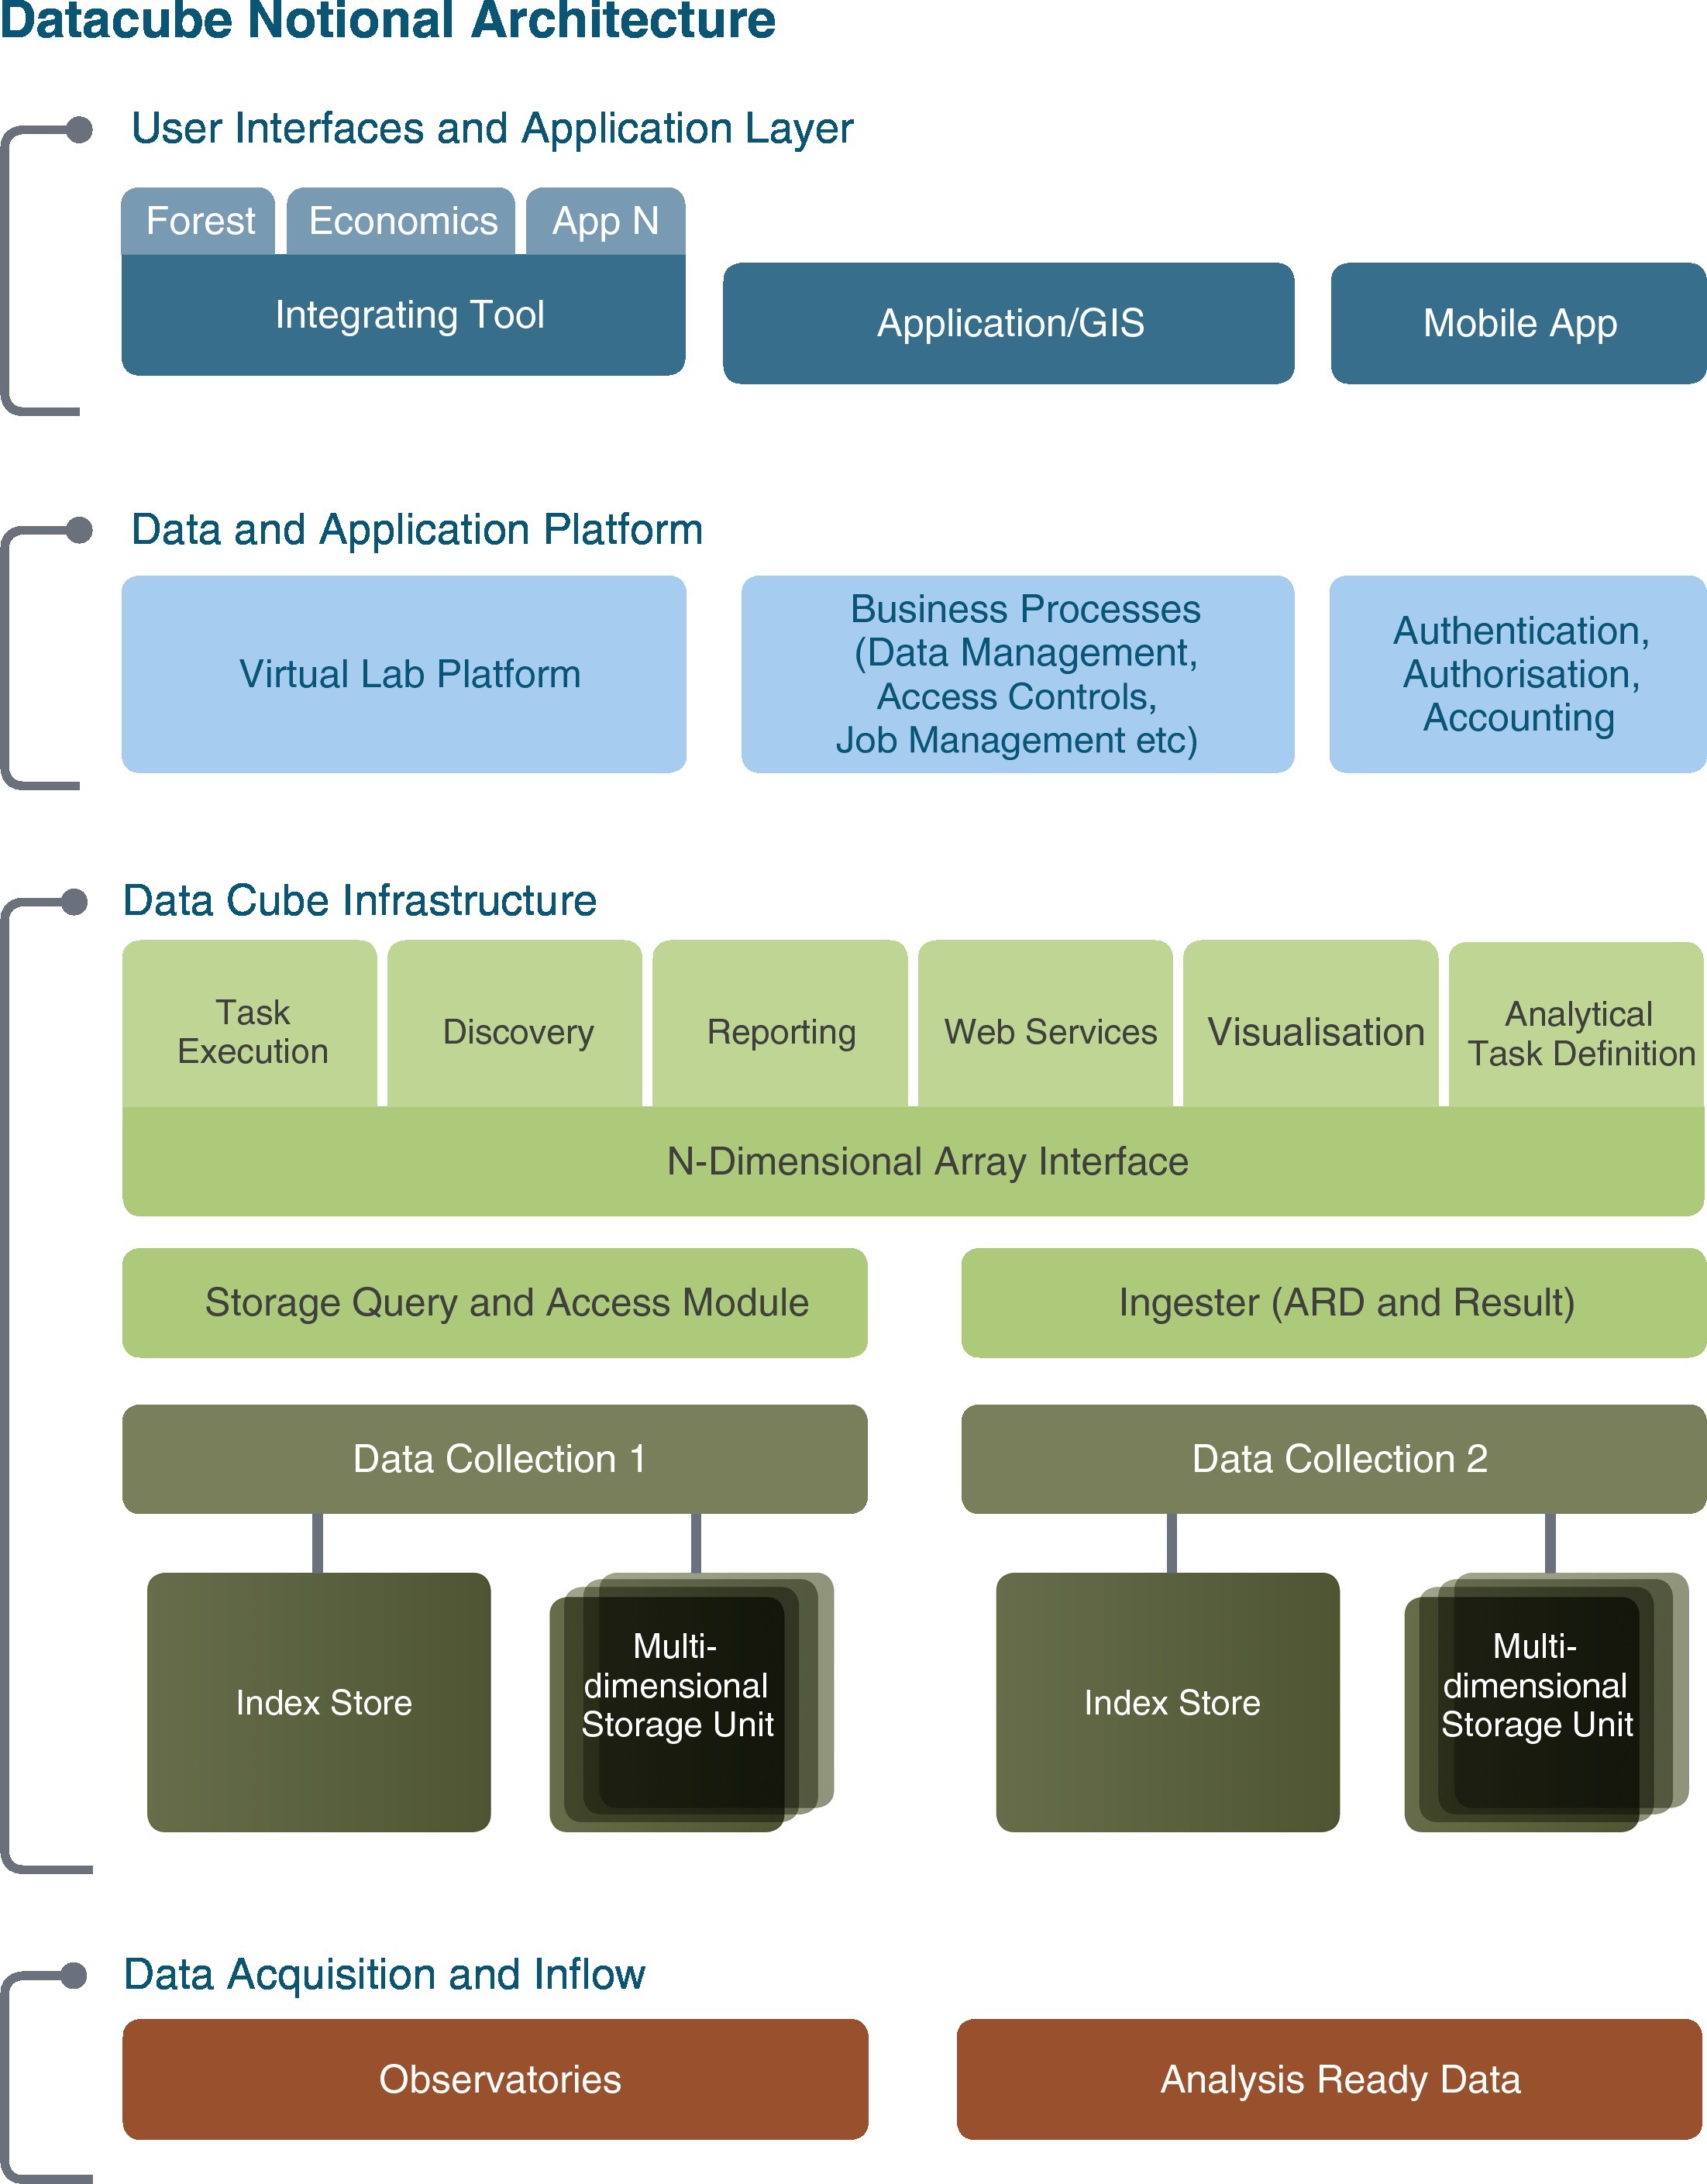 Datacube Notional Architecture
User Interfaces and Application Layer
Forest
Economics
App N
Integrating Tool
Application/GIS
Mobile App
Data and Application Platform
Virtual Lab Platform
Business Processes
(Data Management,
Access Controls,
Job Management etc)
Authentication,
Authorisation,
Accounting
Data Cube Infrastructure
Task
Execution
Discovery
Reporting
Web Services
Visualisation
Analytical
Task Definition
N-Dimensional Array Interface
Storage Query and Access Module
Ingester (ARD and Result)
Data Collection 1
Data Collection 2
Index Store
Multi-
dimensional
Storage Unit
Index Store
Multi-
dimensional
Storage Unit
Data Acquisition and Inflow
Observatories
Analysis Ready Data